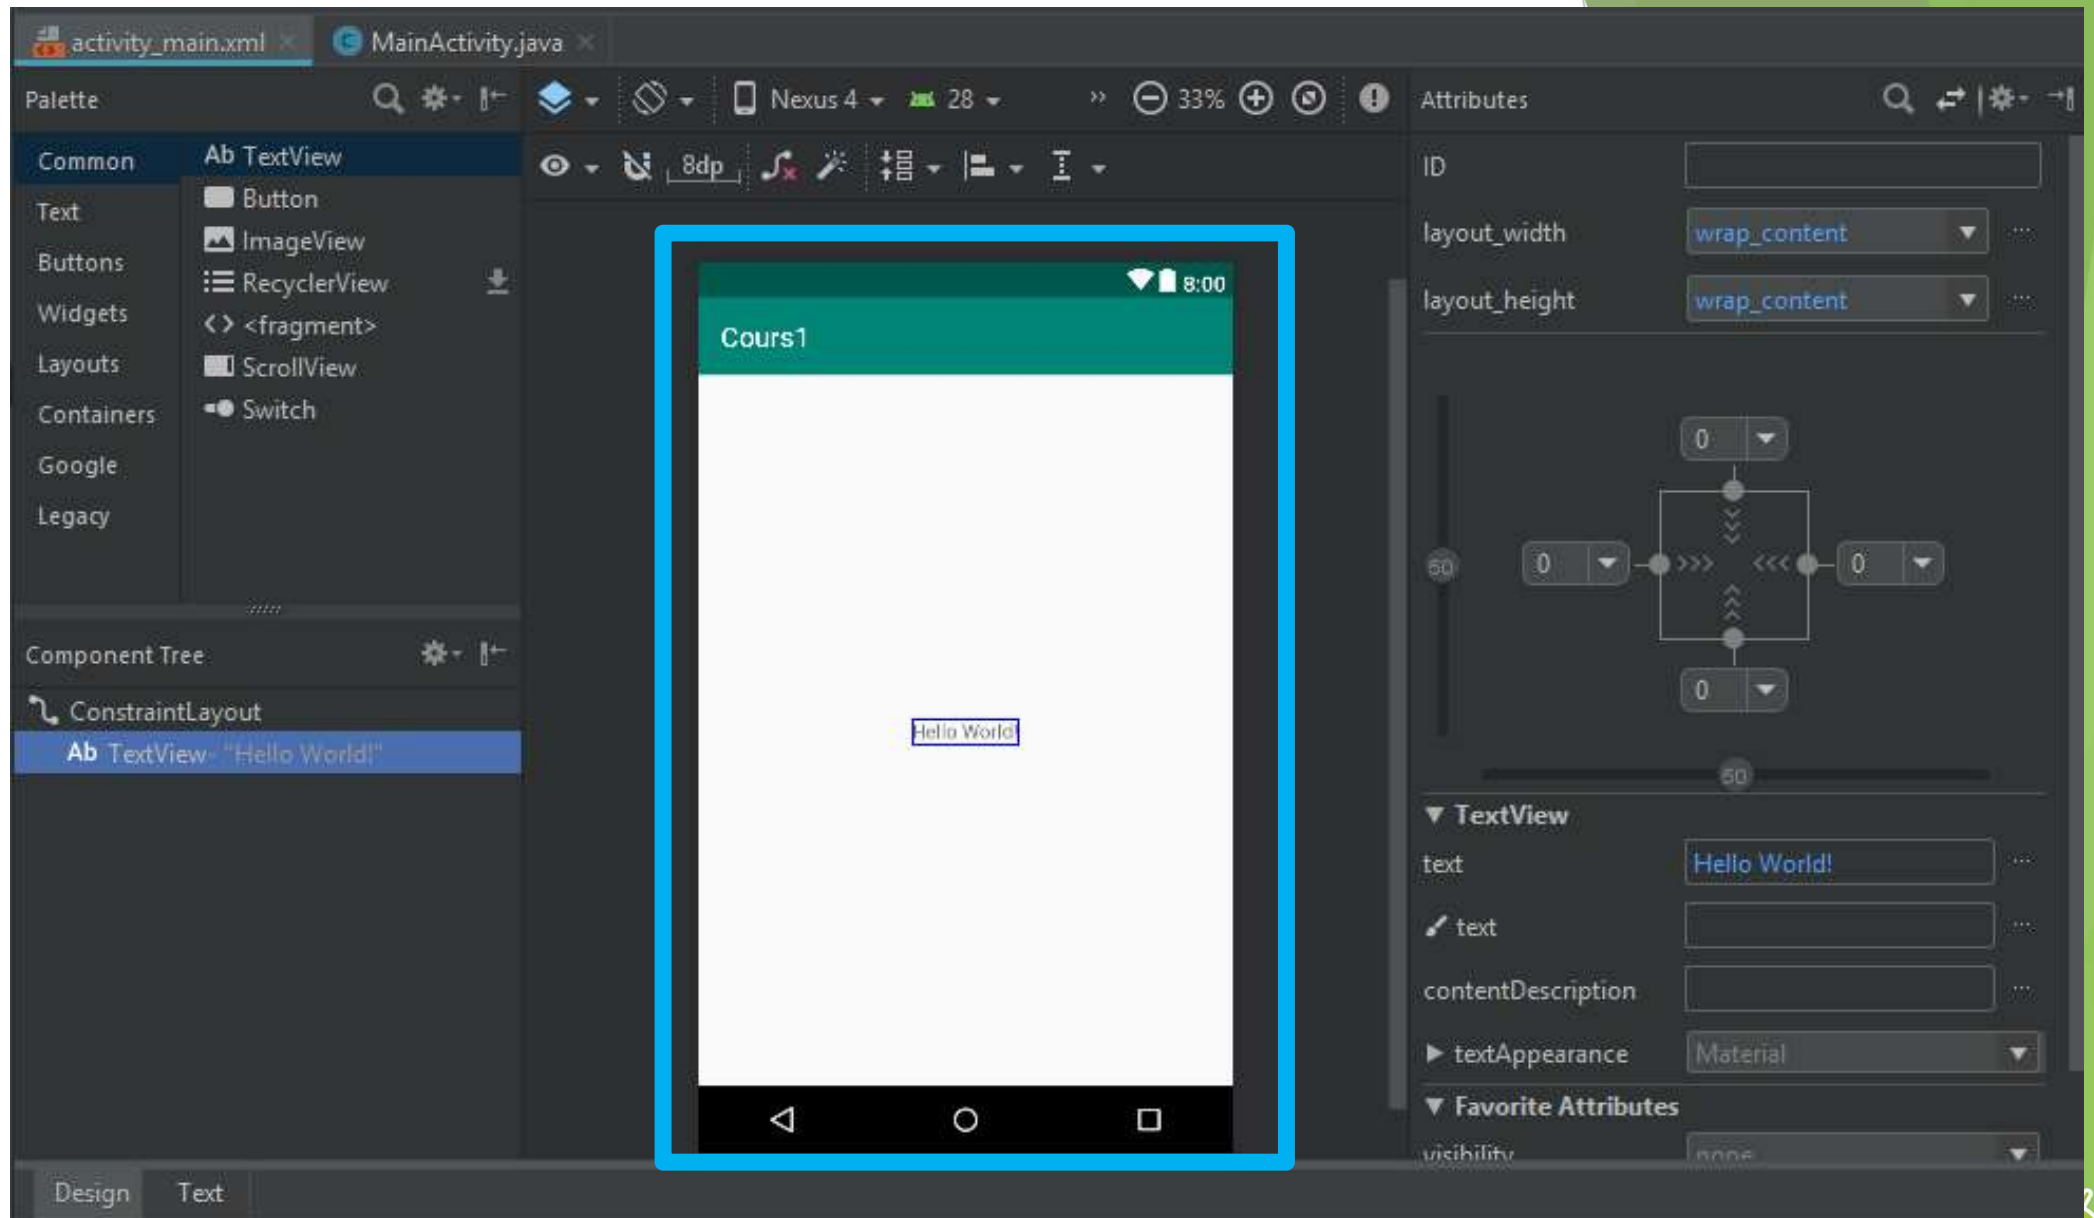 activity_main.xml
MainActivity.java
Palette
Nexus 4
28
33%
Attributes
Common
Text
Buttons
Widgets
Layouts
Containers
Google
Legacy
Ab TextView
Button
ImageView
RecyclerView
<> <fragment>
ScrollView
Switch
8dp
ID
layout_width wrap_content
layout_height wrap_content
8:00
Cours1
Hello World!
0
0
0
0
50
50
Component Tree
ConstraintLayout
Ab TextView- "Hello World!"
TextView
text Hello World!
text
contentDescription
textAppearance Material
Favorite Attributes
visibility none
Design Text